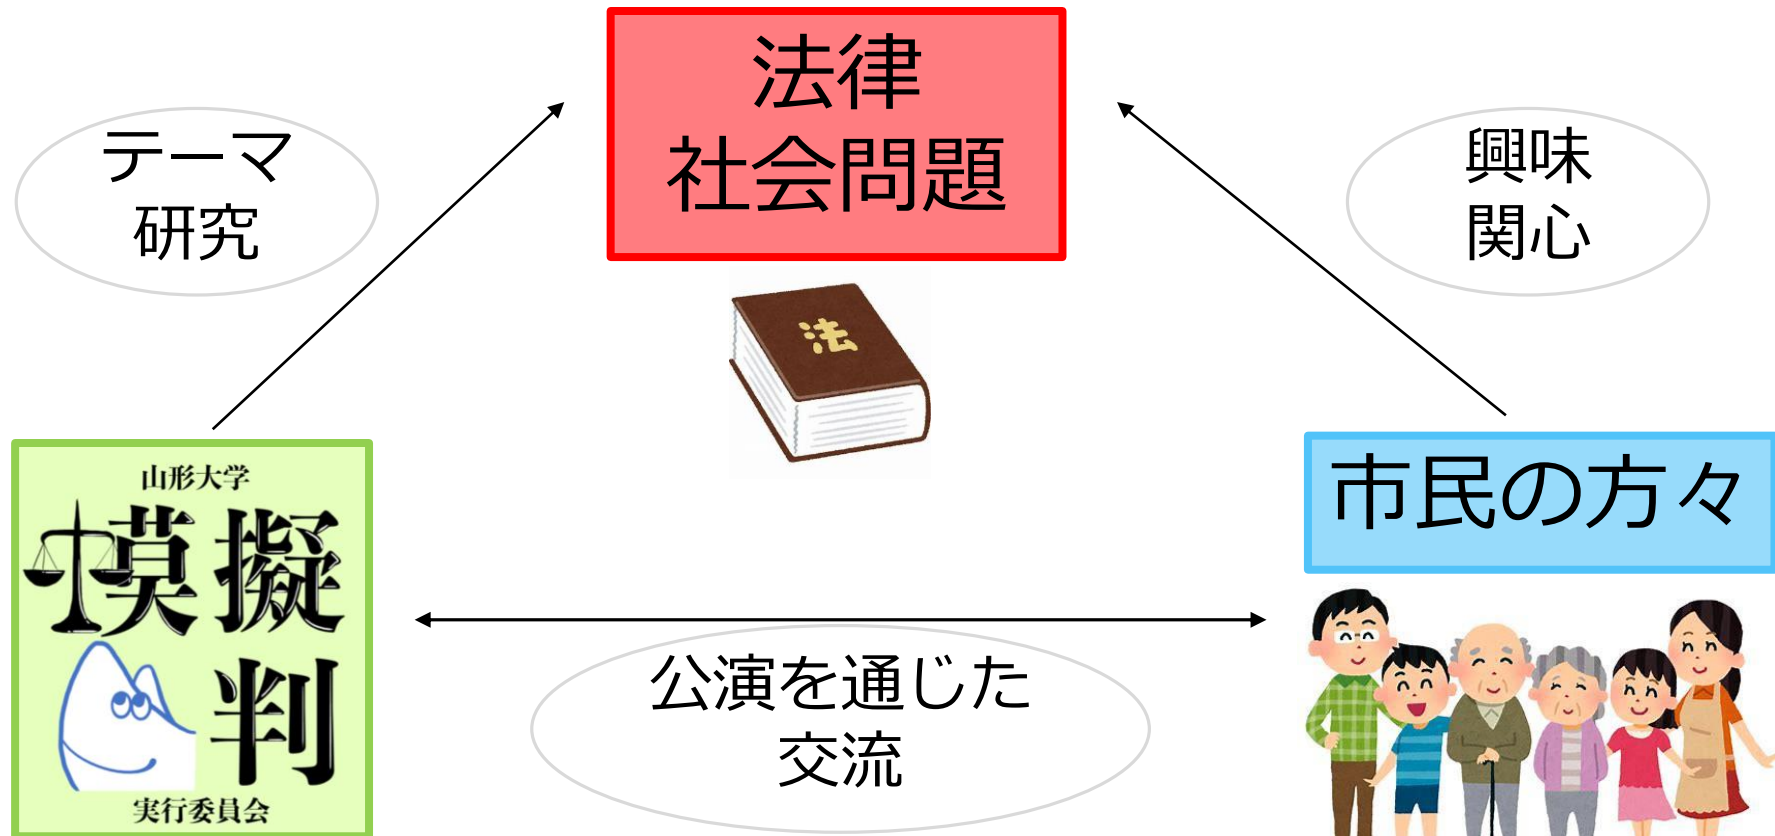 法律
社会問題
テーマ
研究
興味
関心
法
山形大学
模擬
判
実行委員会
市民の方々
公演を通じた
交流